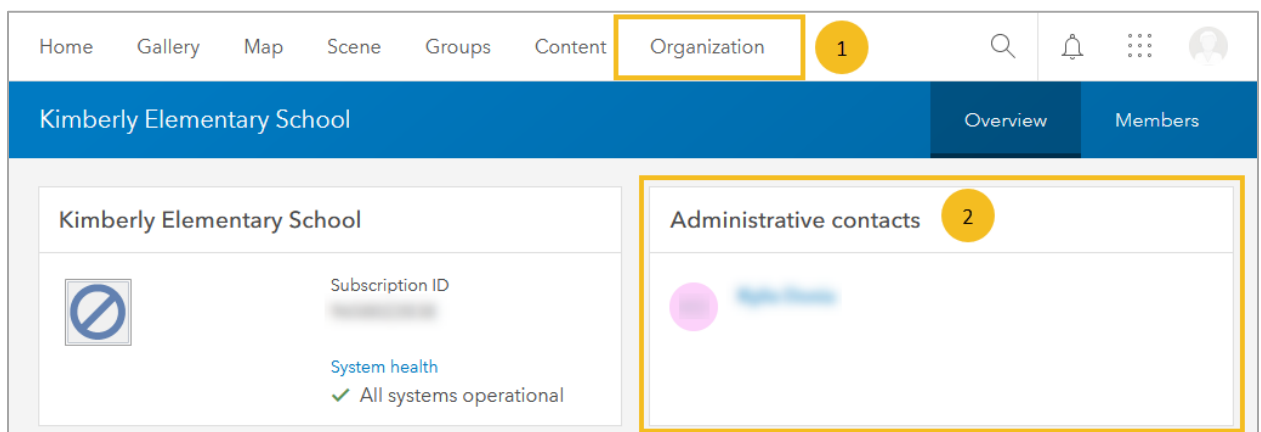 Home Gallery Map Scene Groups Content Organization 1
Kimberly Elementary School Overview Members
Kimberly Elementary School
Administrative contacts 2
Subscription ID
System health
All systems operational